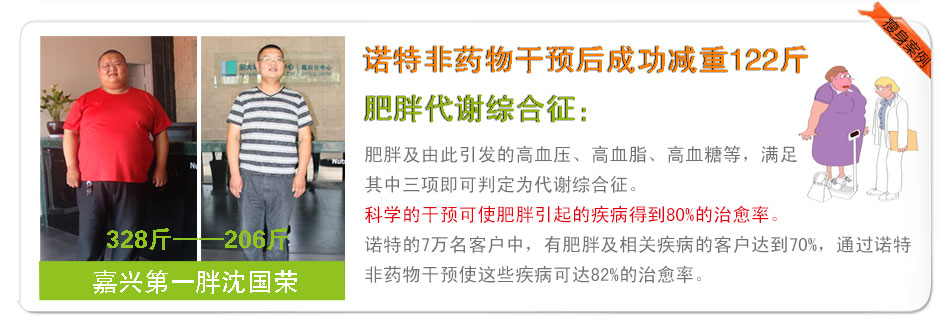 瘦身案例
诺特非药物干预后成功减重122斤
肥胖代谢综合征：
肥胖及由此引发的高血压、高血脂、高血糖等，满足
其中三项即可判定为代谢综合征。
科学的干预可使肥胖引起的疾病得到80%的治愈率。
诺特的7万名客户中，有肥胖及相关疾病的客户达到70%，通过诺特
非药物干预使这些疾病可达82%的治愈率。
328斤——206斤
嘉兴第一胖沈国荣